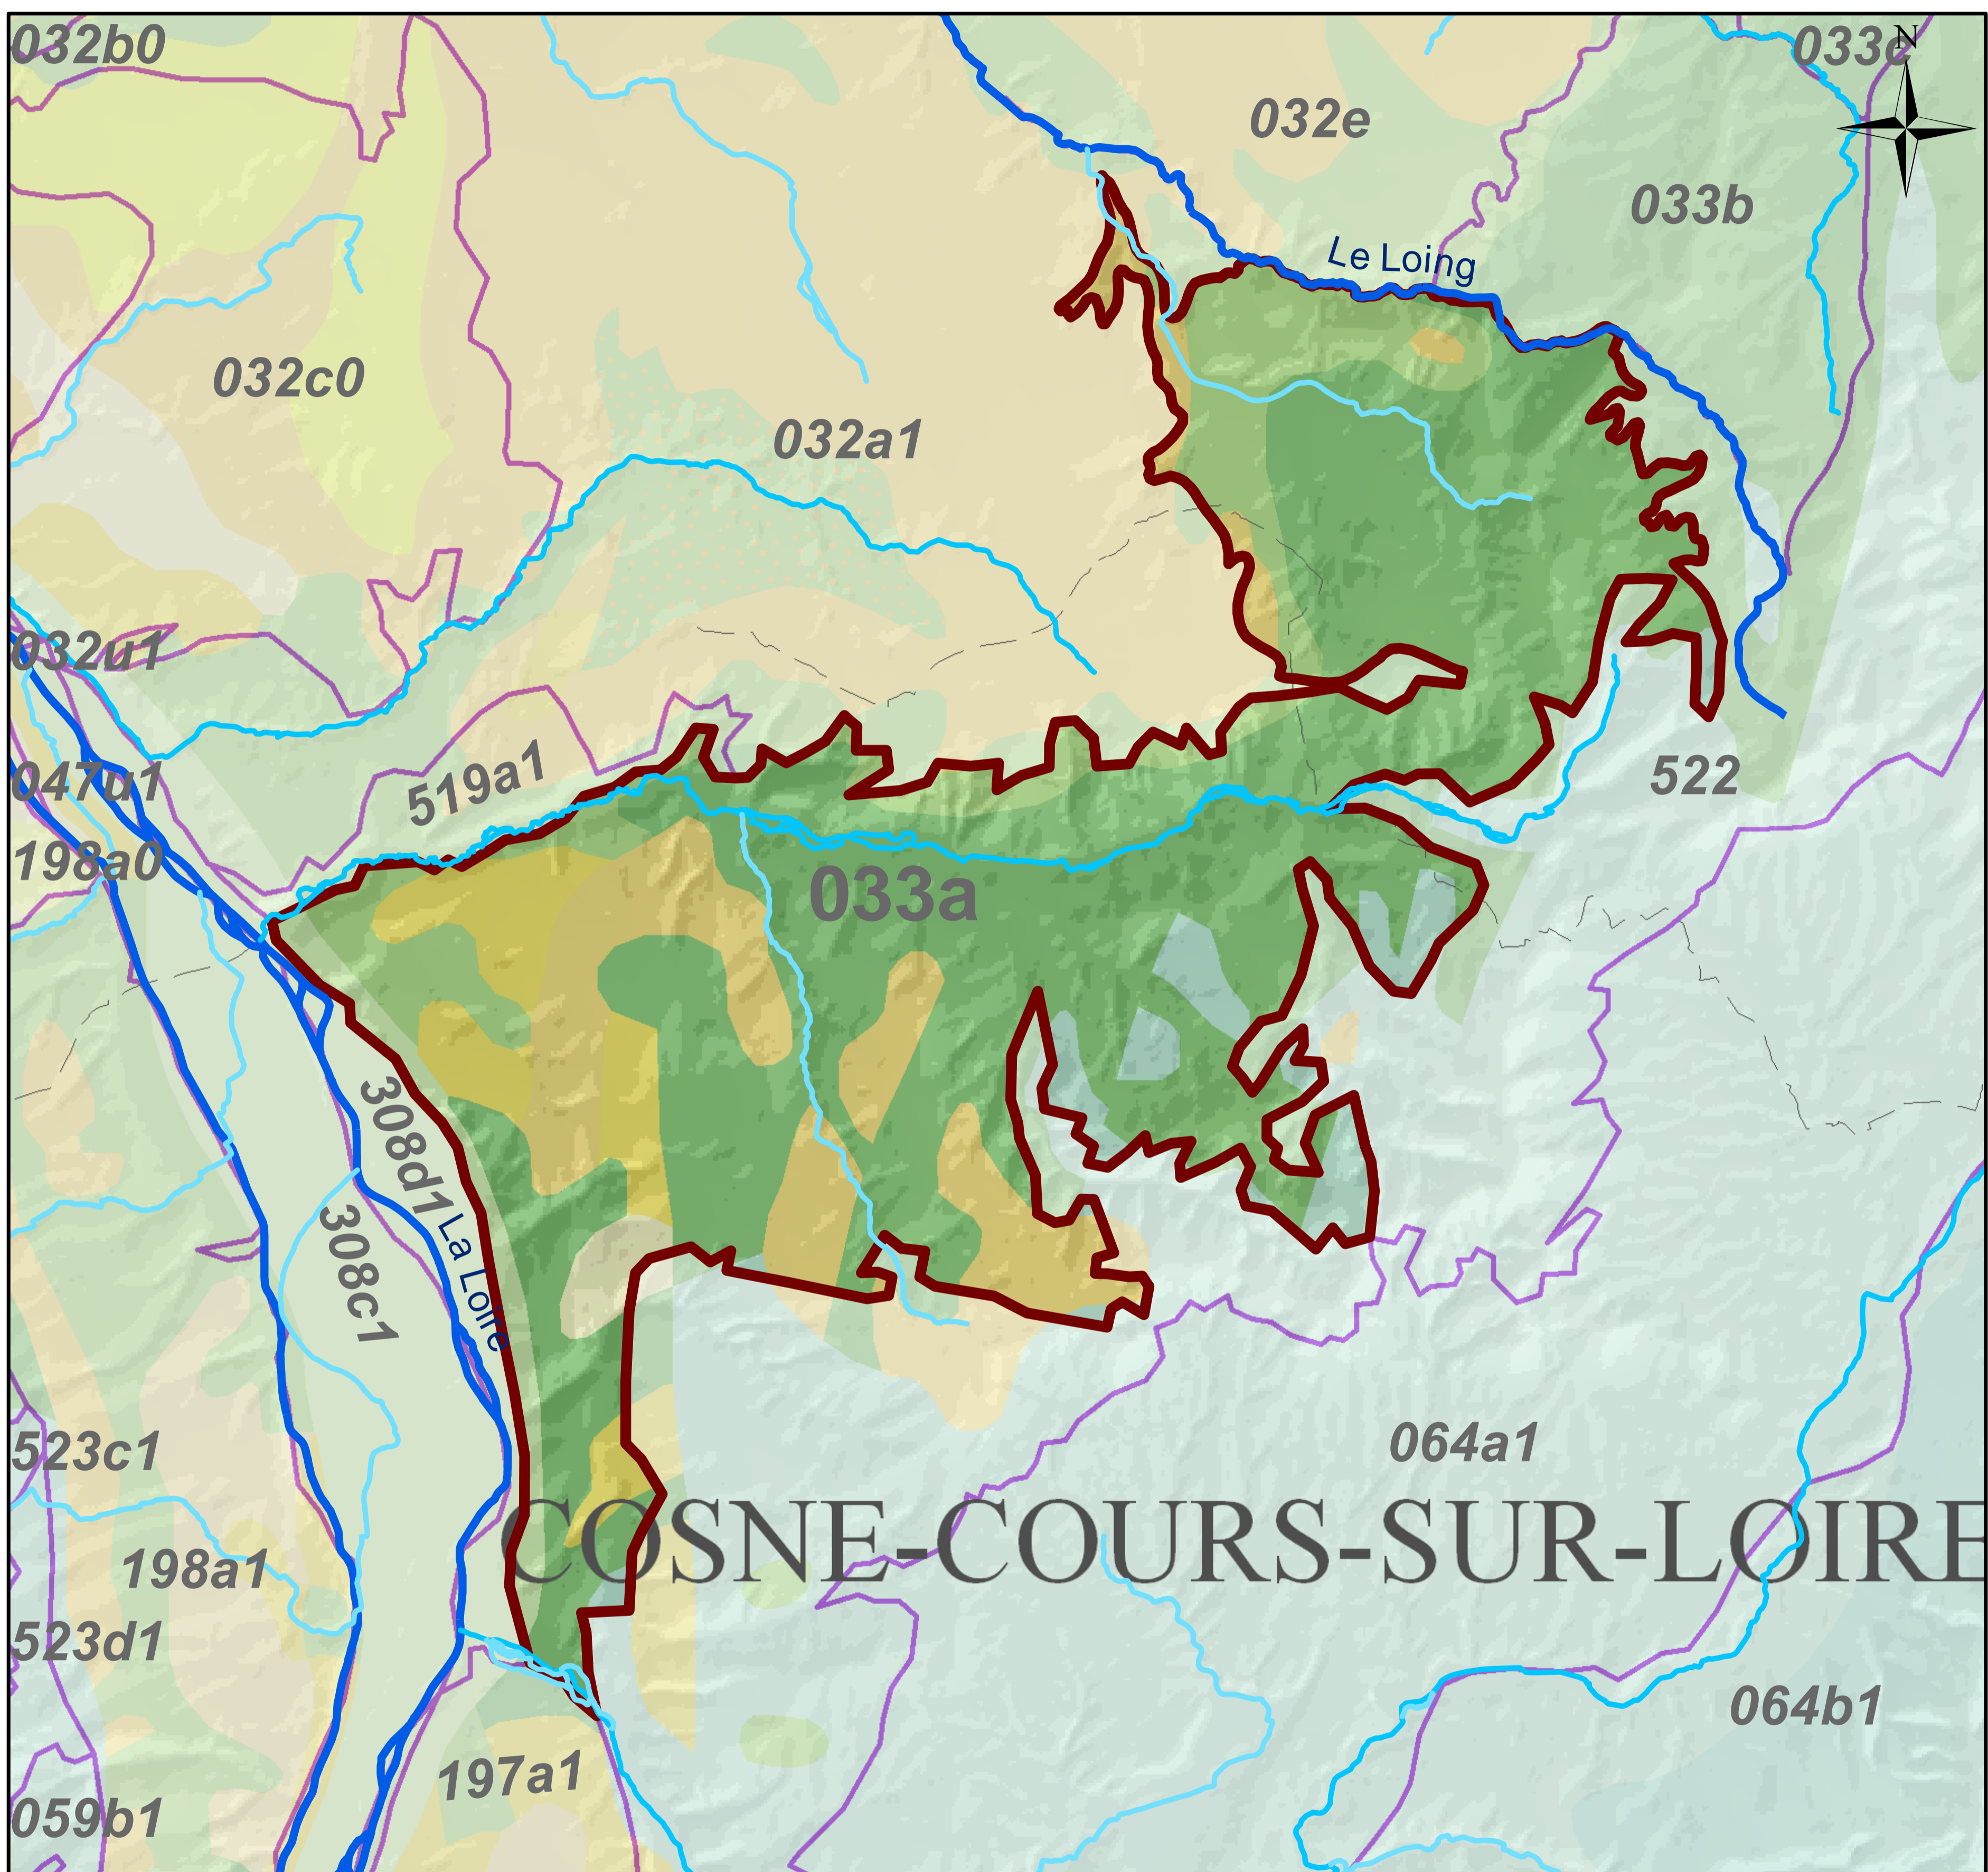 032b0
033e
N
032e
033b
Le Loing
032c0
032a1
032u1
519a1
522
047u1
198a0
033a
308d1
La Loire
308c1
064a1
523c1
COSNE-COURS-SUR-LOIRE
198a1
523d1
064b1
197a1
059b1